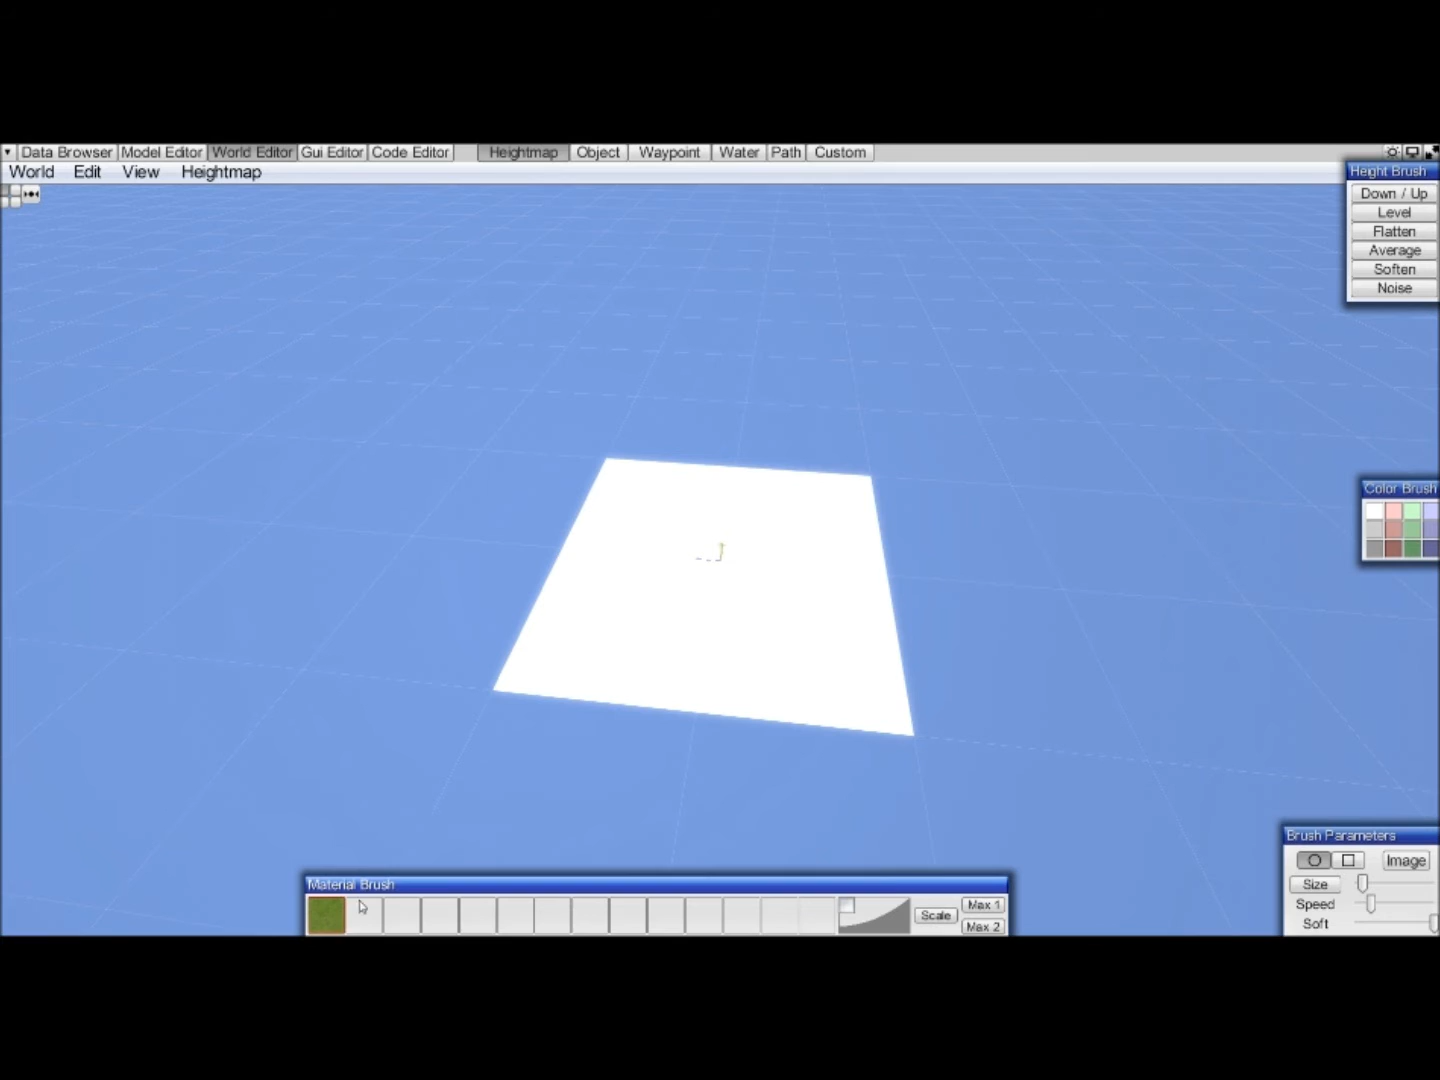 Data Browser Model Editor World Editor Gui Editor Code Editor Heightmap Object Waypoint Water Path Custom
World Edit View Heightmap
Height Brush
Down / Up
Level
Flatten
Average
Soften
Noise
Color Brush
Brush Parameters
Image
Size
Speed
Soft
Material Brush
Scale
Max 1
Max 2